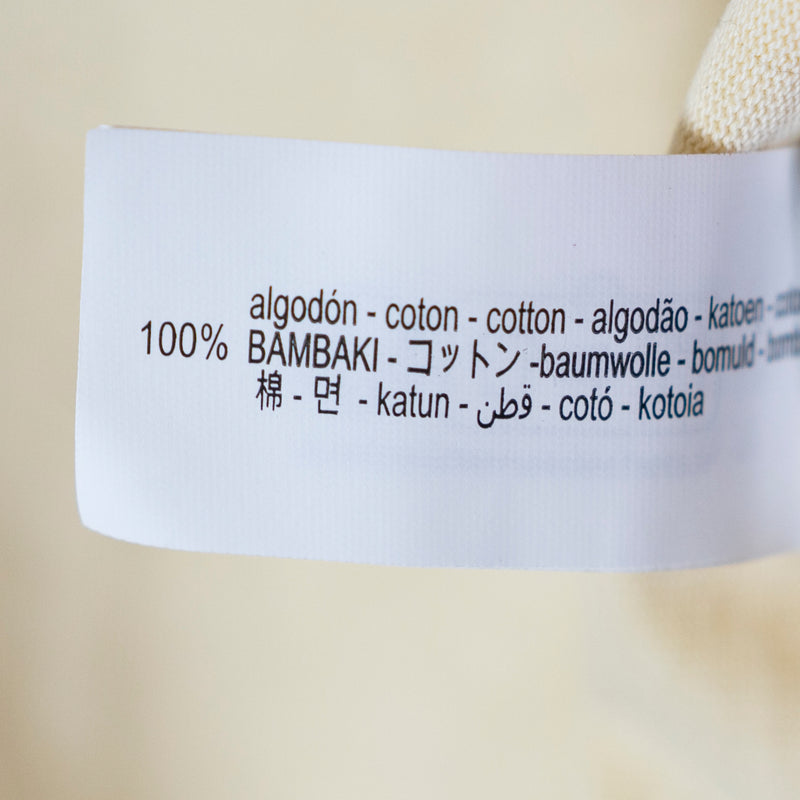 100% algodón - coton - cotton - algodão - katoen -
BAMBAKI - コットン -baumwolle - bomuld -
棉 - 면 - katun - قطن - cotó - kotoia